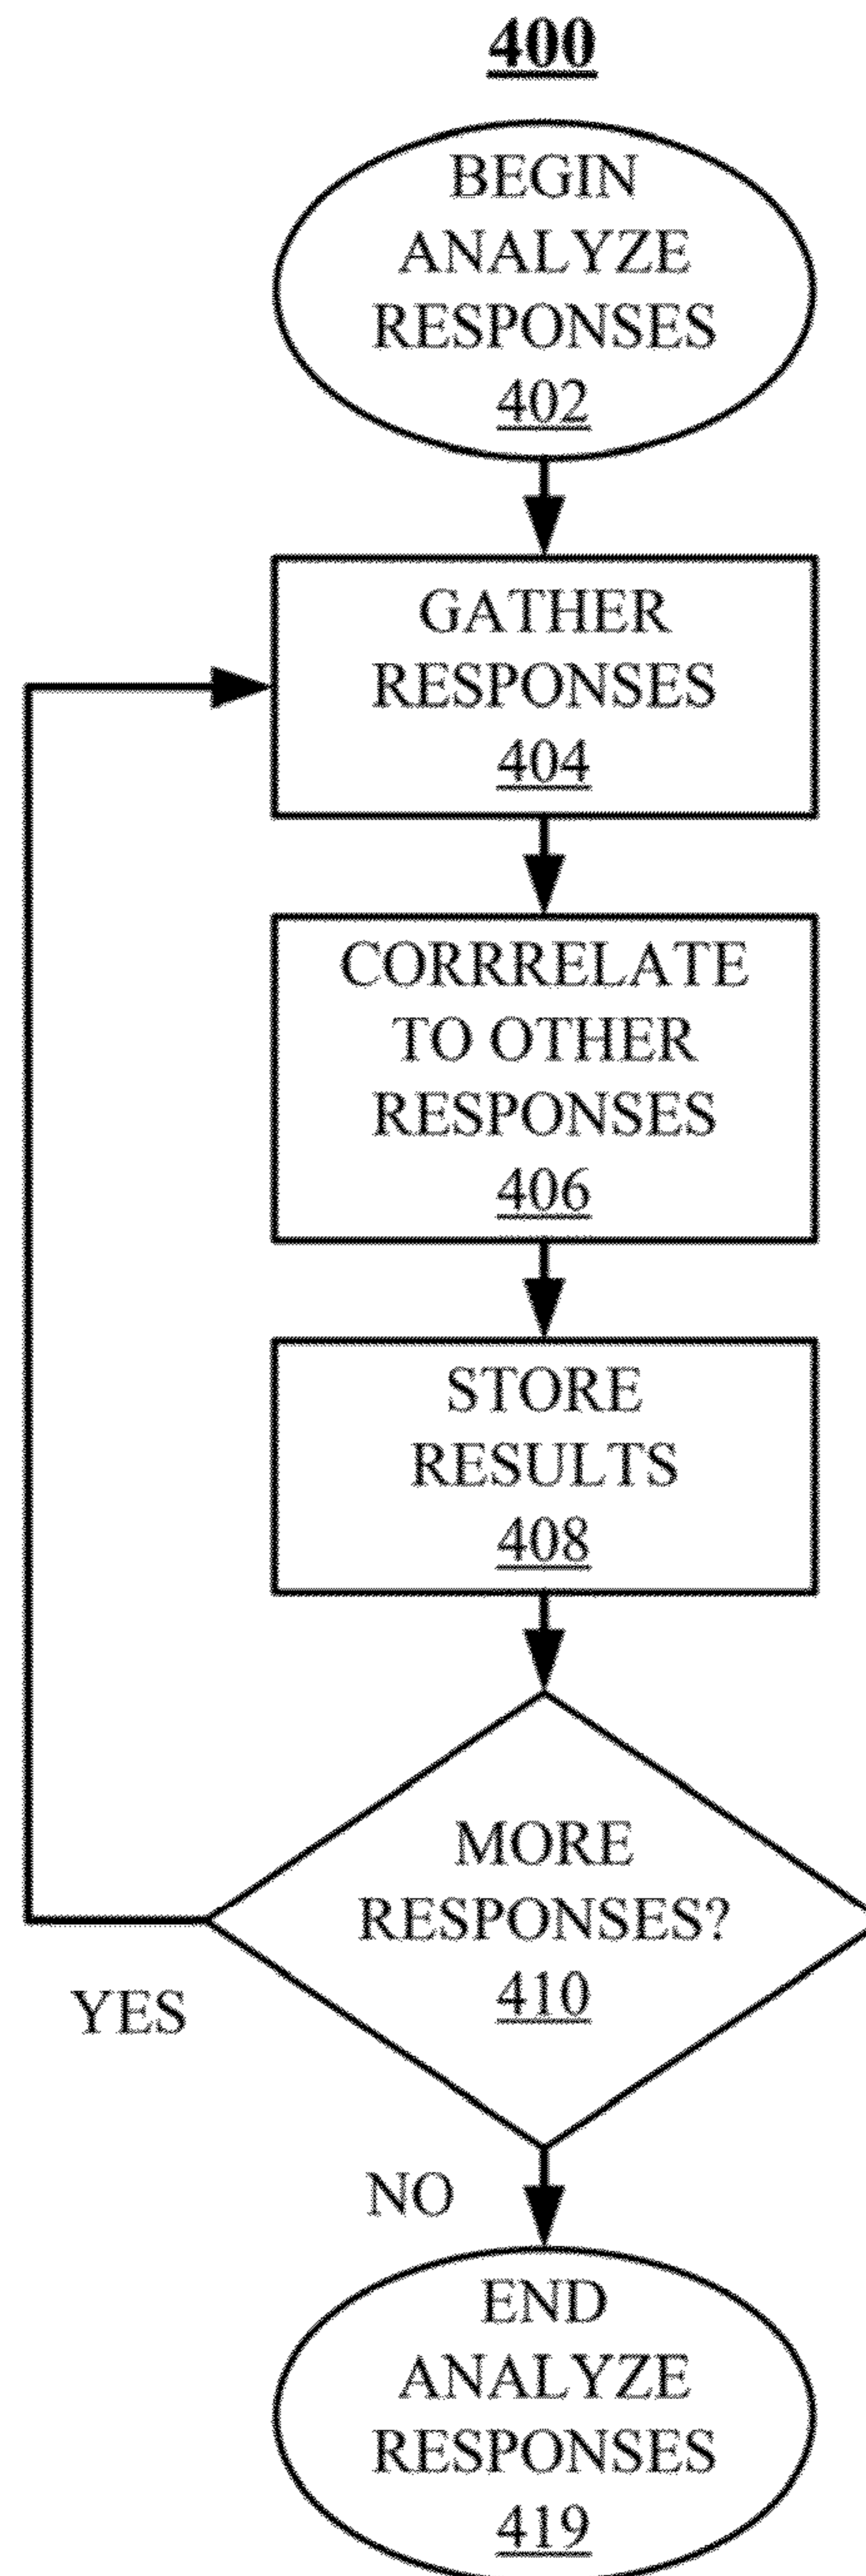 400
BEGIN
ANALYZE
RESPONSES
402
GATHER
RESPONSES
404
CORRRELATE
TO OTHER
RESPONSES
406
STORE
RESULTS
408
MORE
RESPONSES?
410
YES
NO
END
ANALYZE
RESPONSES
419